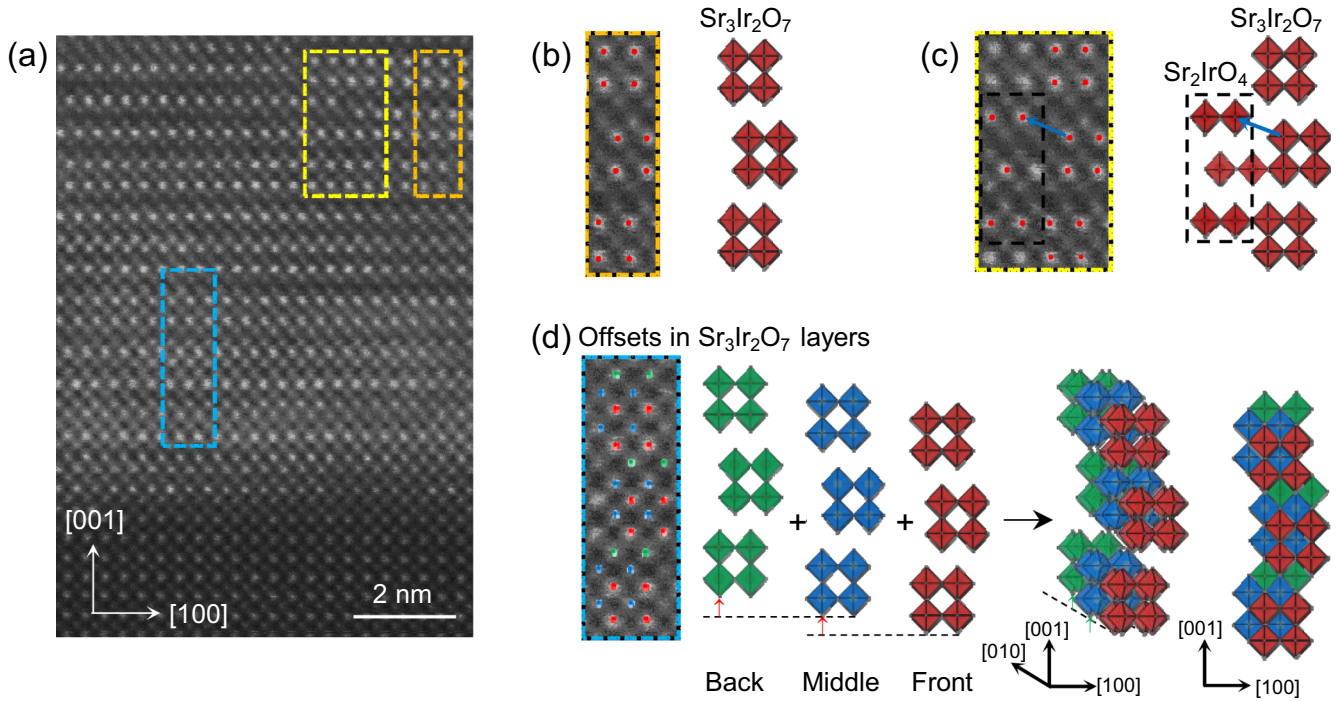 (a)
[001]
[100]
2 nm
(b)
Sr₃Ir₂O₇
(c)
Sr₃Ir₂O₇
Sr₂IrO₄
(d) Offsets in Sr₃Ir₂O₇ layers
+
+
Back
Middle
Front
[001]
[010]
[100]
[001]
[100]